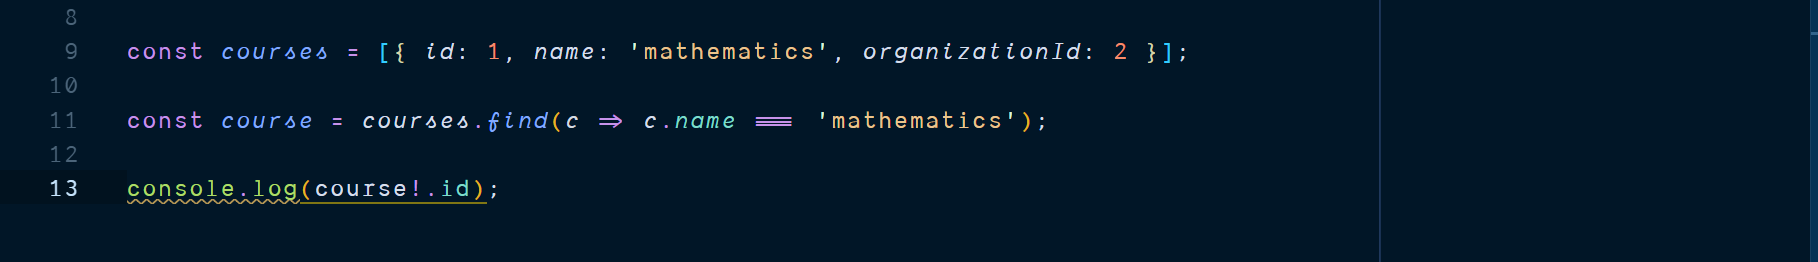 8
9 const courses = [{ id: 1, name: 'mathematics', organizationId: 2 }];
10
11 const course = courses.find(c => c.name === 'mathematics');
12
13 console.log(course!.id);